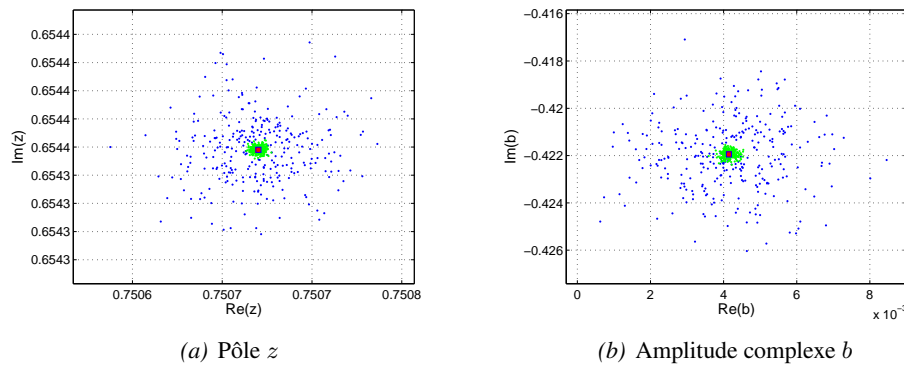 0.6544
0.6544
0.6544
0.6544
0.6544
0.6543
0.6543
0.6543
0.6543
Im(z)
0.7506 0.7507 0.7507 0.7508
Re(z)
(a) Pôle z
−0.416
−0.418
−0.42
−0.422
−0.424
−0.426
Im(b)
0 2 4 6 8
Re(b)
x 10⁻³
(b) Amplitude complexe b